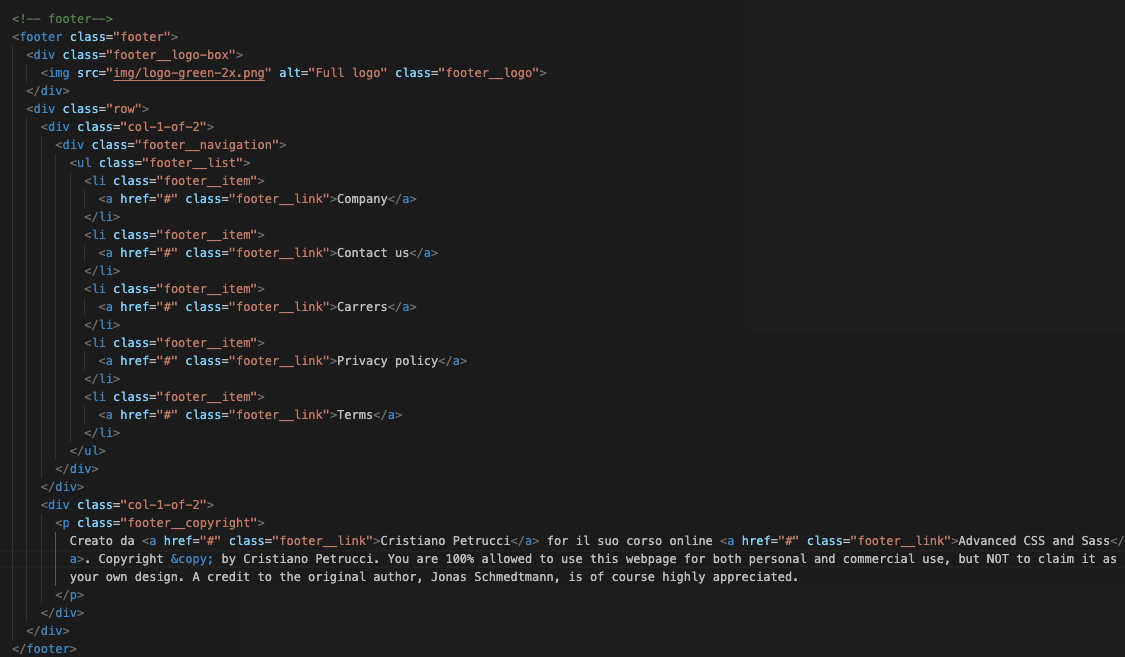 <!-- footer-->
<footer class="footer">
<div class="footer__logo-box">
<img src="img/logo-green-2x.png" alt="Full logo" class="footer__logo">
</div>
<div class="row">
<div class="col-1-of-2">
<div class="footer__navigation">
<ul class="footer__list">
<li class="footer__item">
<a href="#" class="footer__link">Company</a>
</li>
<li class="footer__item">
<a href="#" class="footer__link">Contact us</a>
</li>
<li class="footer__item">
<a href="#" class="footer__link">Carrers</a>
</li>
<li class="footer__item">
<a href="#" class="footer__link">Privacy policy</a>
</li>
<li class="footer__item">
<a href="#" class="footer__link">Terms</a>
</li>
</ul>
</div>
</div>
<div class="col-1-of-2">
<p class="footer__copyright">
Creato da <a href="#" class="footer__link">Cristiano Petrucci</a> for il suo corso online <a href="#" class="footer__link">Advanced CSS and Sass</
a>. Copyright &copy; by Cristiano Petrucci. You are 100% allowed to use this webpage for both personal and commercial use, but NOT to claim it as
your own design. A credit to the original author, Jonas Schmedtmann, is of course highly appreciated.
</p>
</div>
</div>
</footer>